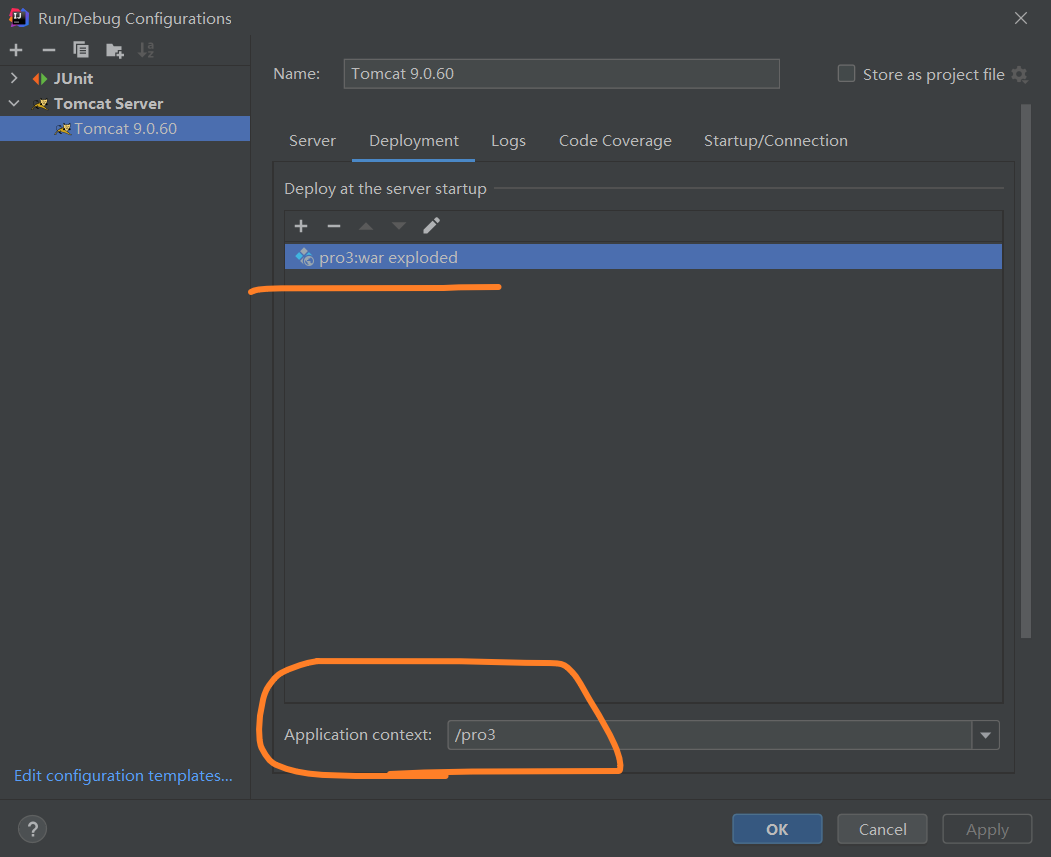 Run/Debug Configurations
JUnit
Tomcat Server
Tomcat 9.0.60
Edit configuration templates...
Name: Tomcat 9.0.60
Store as project file
Server Deployment Logs Code Coverage Startup/Connection
Deploy at the server startup
pro3:war exploded
Application context: /pro3
? OK Cancel Apply